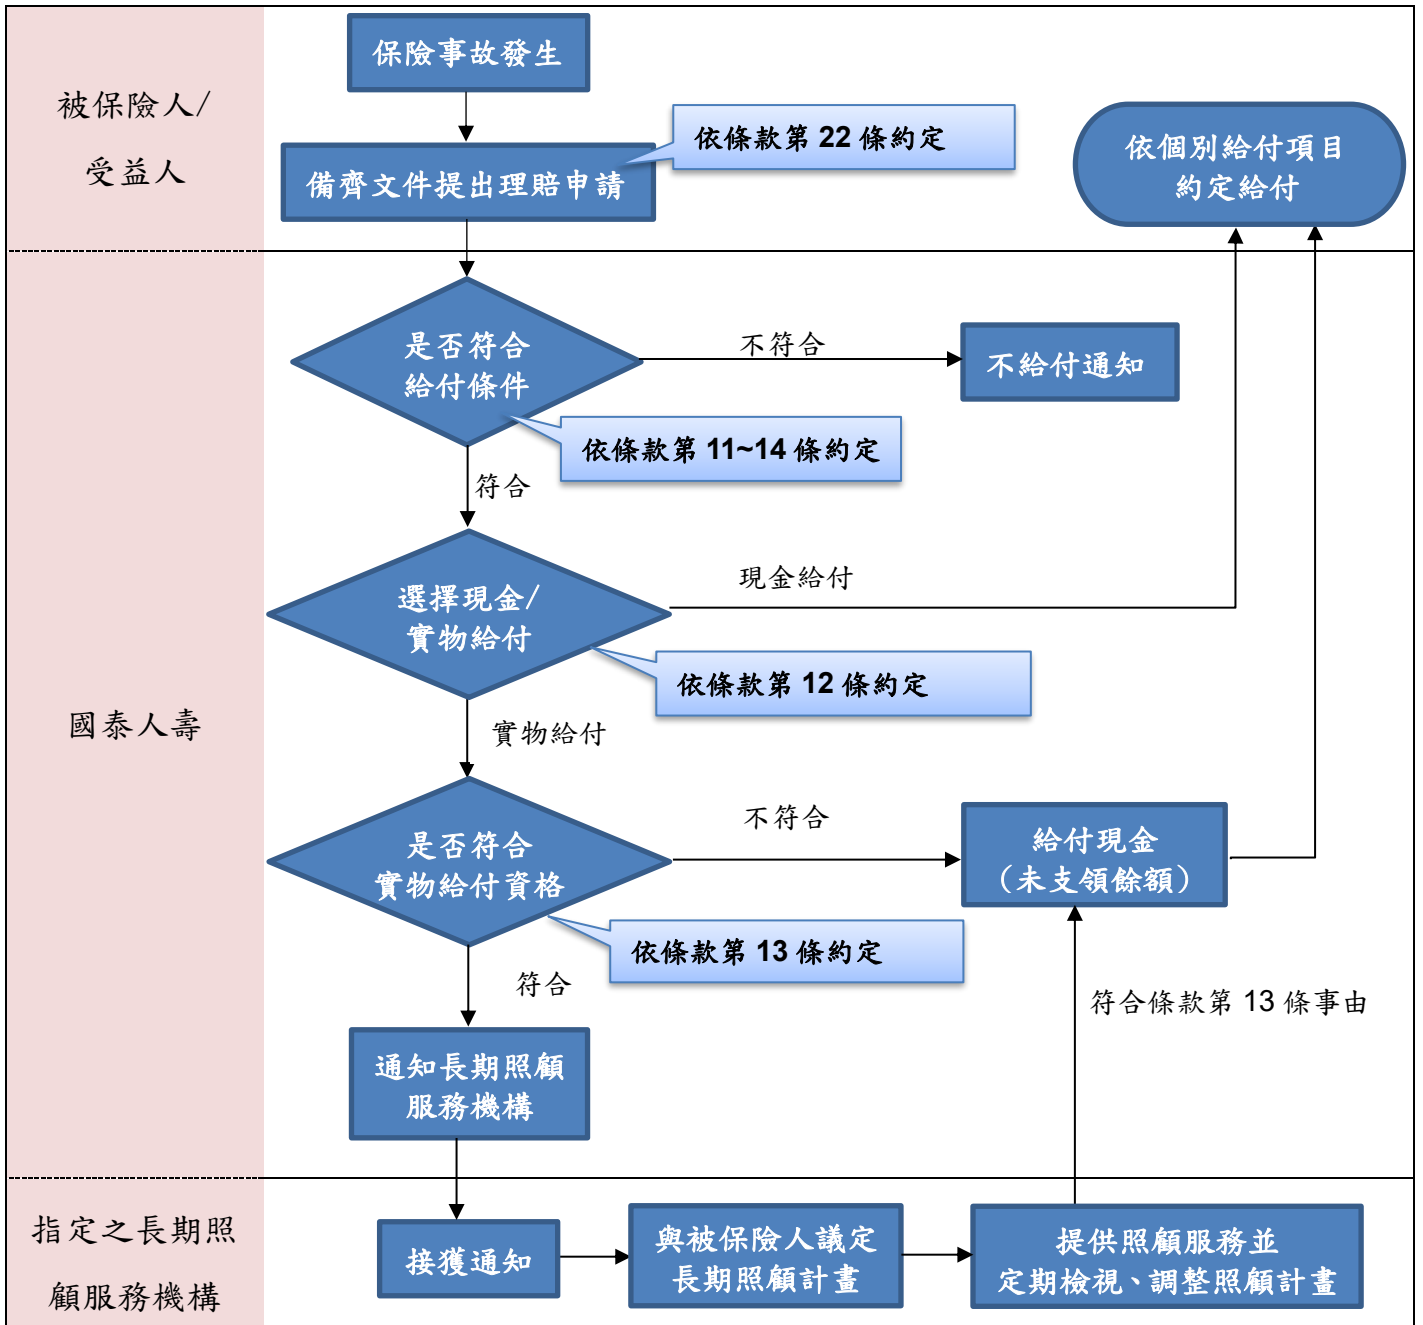 被保險人/
受益人
保險事故發生
備齊文件提出理賠申請
依條款第 22 條約定
依個別給付項目
約定給付
國泰人壽
是否符合
給付條件
不符合
不給付通知
依條款第 11~14 條約定
符合
選擇現金/
實物給付
現金給付
依條款第 12 條約定
實物給付
是否符合
實物給付資格
不符合
給付現金
（未支領餘額）
依條款第 13 條約定
符合
符合條款第 13 條事由
通知長期照顧
服務機構
指定之長期照
顧服務機構
接獲通知
與被保險人議定
長期照顧計畫
提供照顧服務並
定期檢視、調整照顧計畫